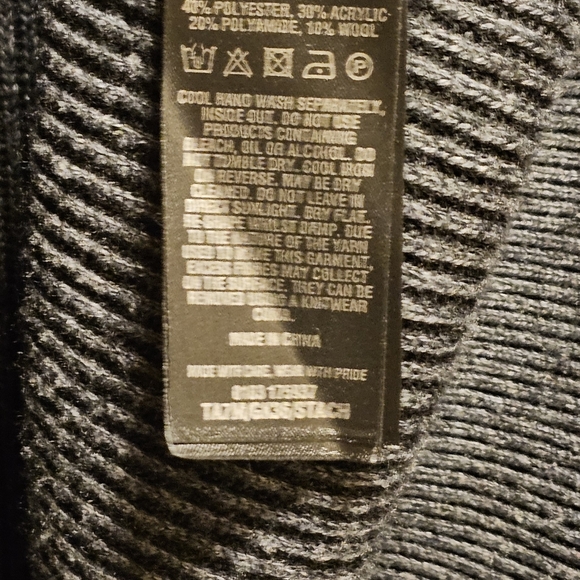 40% POLYESTER, 30% ACRYLIC
20% POLYAMIDE, 10% WOOL
P
COOL HAND WASH SEPARATELY,
INSIDE OUT. DO NOT USE
PRODUCTS CONTAINING
BLEACH, OIL OR ALCOHOL. DO
NOT TUMBLE DRY. COOL IRON
ON REVERSE. MAY BE DRY
CLEANED. DO NOT LEAVE IN
DIRECT SUNLIGHT. DRY FLAT.
WHILST DAMP. DUE
TO THE NATURE OF THE YARN
USED TO MAKE THIS GARMENT,
EXCESS FIBRES MAY COLLECT
ON THE SURFACE. THEY CAN BE
REMOVED USING A KNITWEAR
COMB.
MADE IN CHINA
MADE WITH CARE, WEAR WITH PRIDE